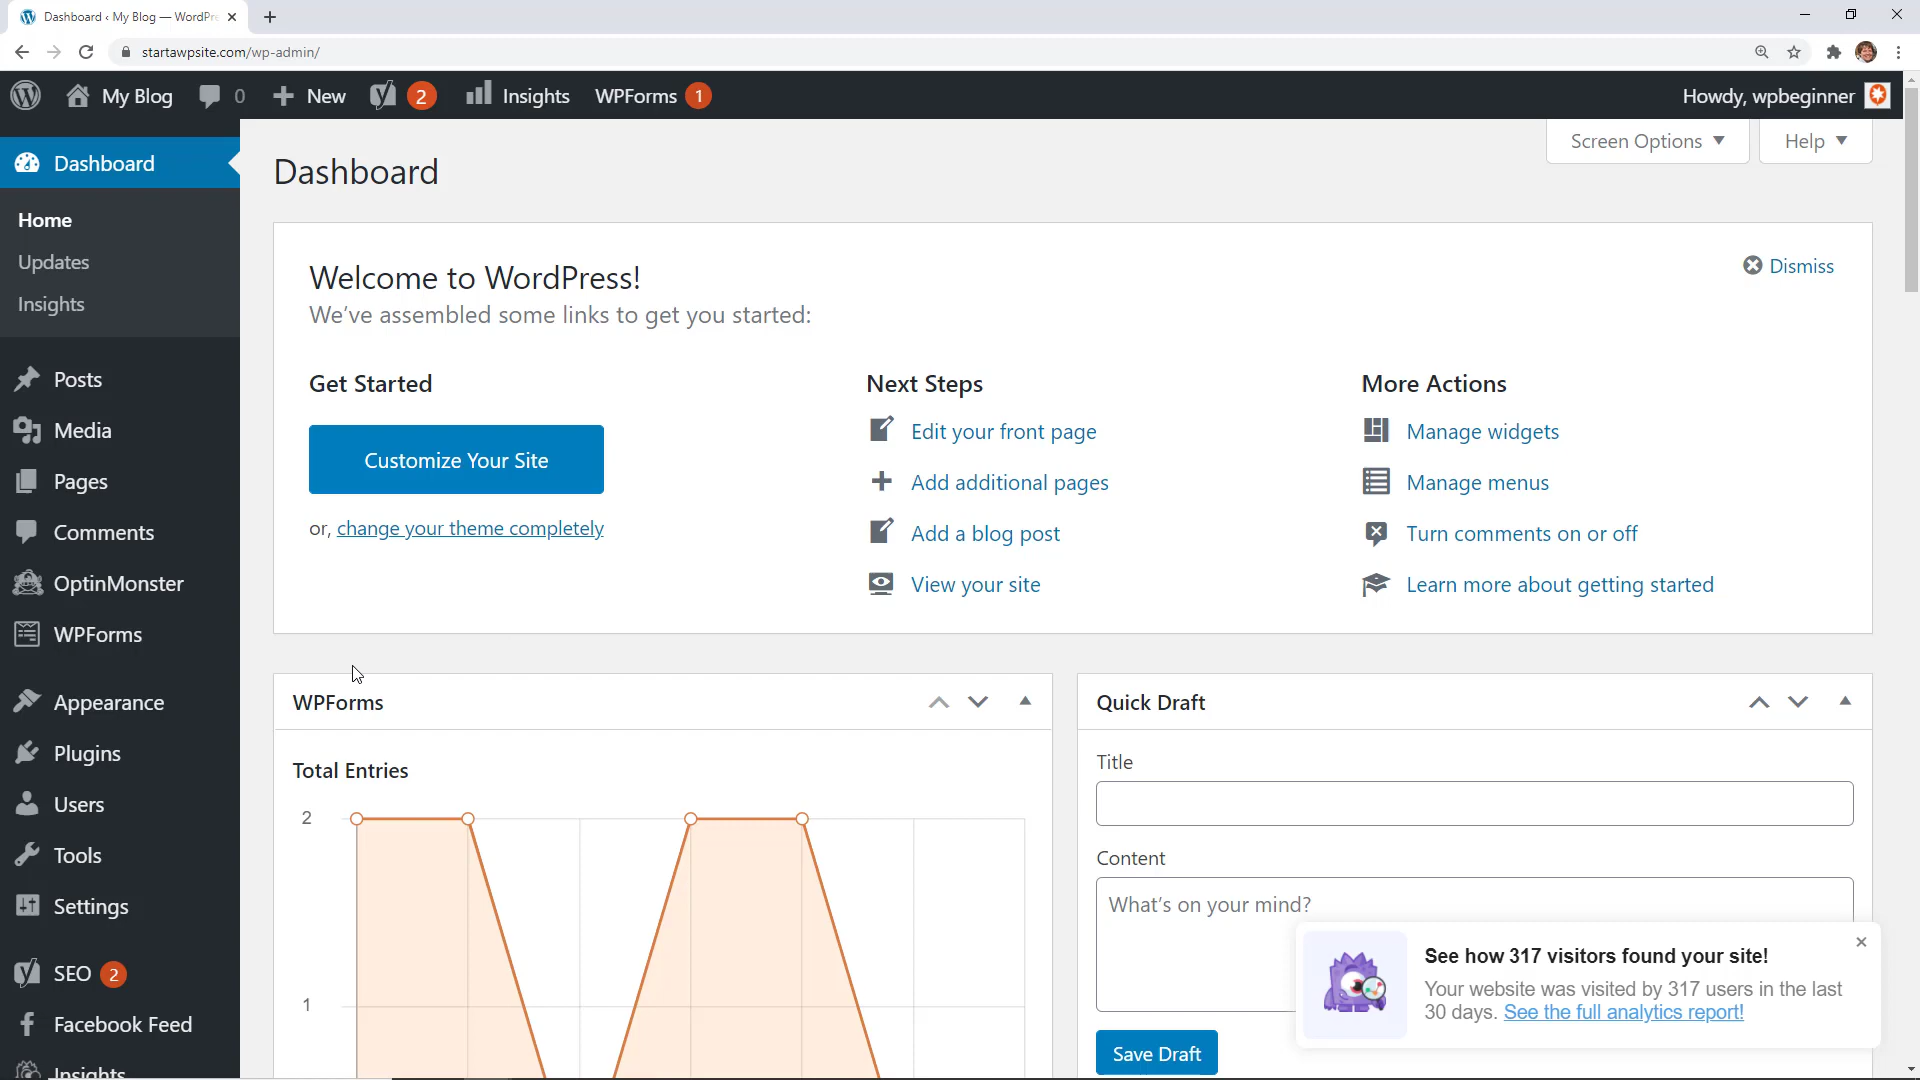 Dashboard ‹ My Blog — WordPre
startawpsite.com/wp-admin/
My Blog 0 New 2 Insights WPForms 1 Howdy, wpbeginner
Screen Options Help
Dashboard
Home
Updates
Insights
Posts
Media
Pages
Comments
OptinMonster
WPForms
Appearance
Plugins
Users
Tools
Settings
SEO 2
Facebook Feed
Insights
Dashboard
Welcome to WordPress!
Dismiss
We've assembled some links to get you started:
Get Started
Customize Your Site
or, change your theme completely
Next Steps
Edit your front page
Add additional pages
Add a blog post
View your site
More Actions
Manage widgets
Manage menus
Turn comments on or off
Learn more about getting started
WPForms
Total Entries
2
1
Quick Draft
Title
Content
What's on your mind?
Save Draft
See how 317 visitors found your site!
Your website was visited by 317 users in the last
30 days. See the full analytics report!